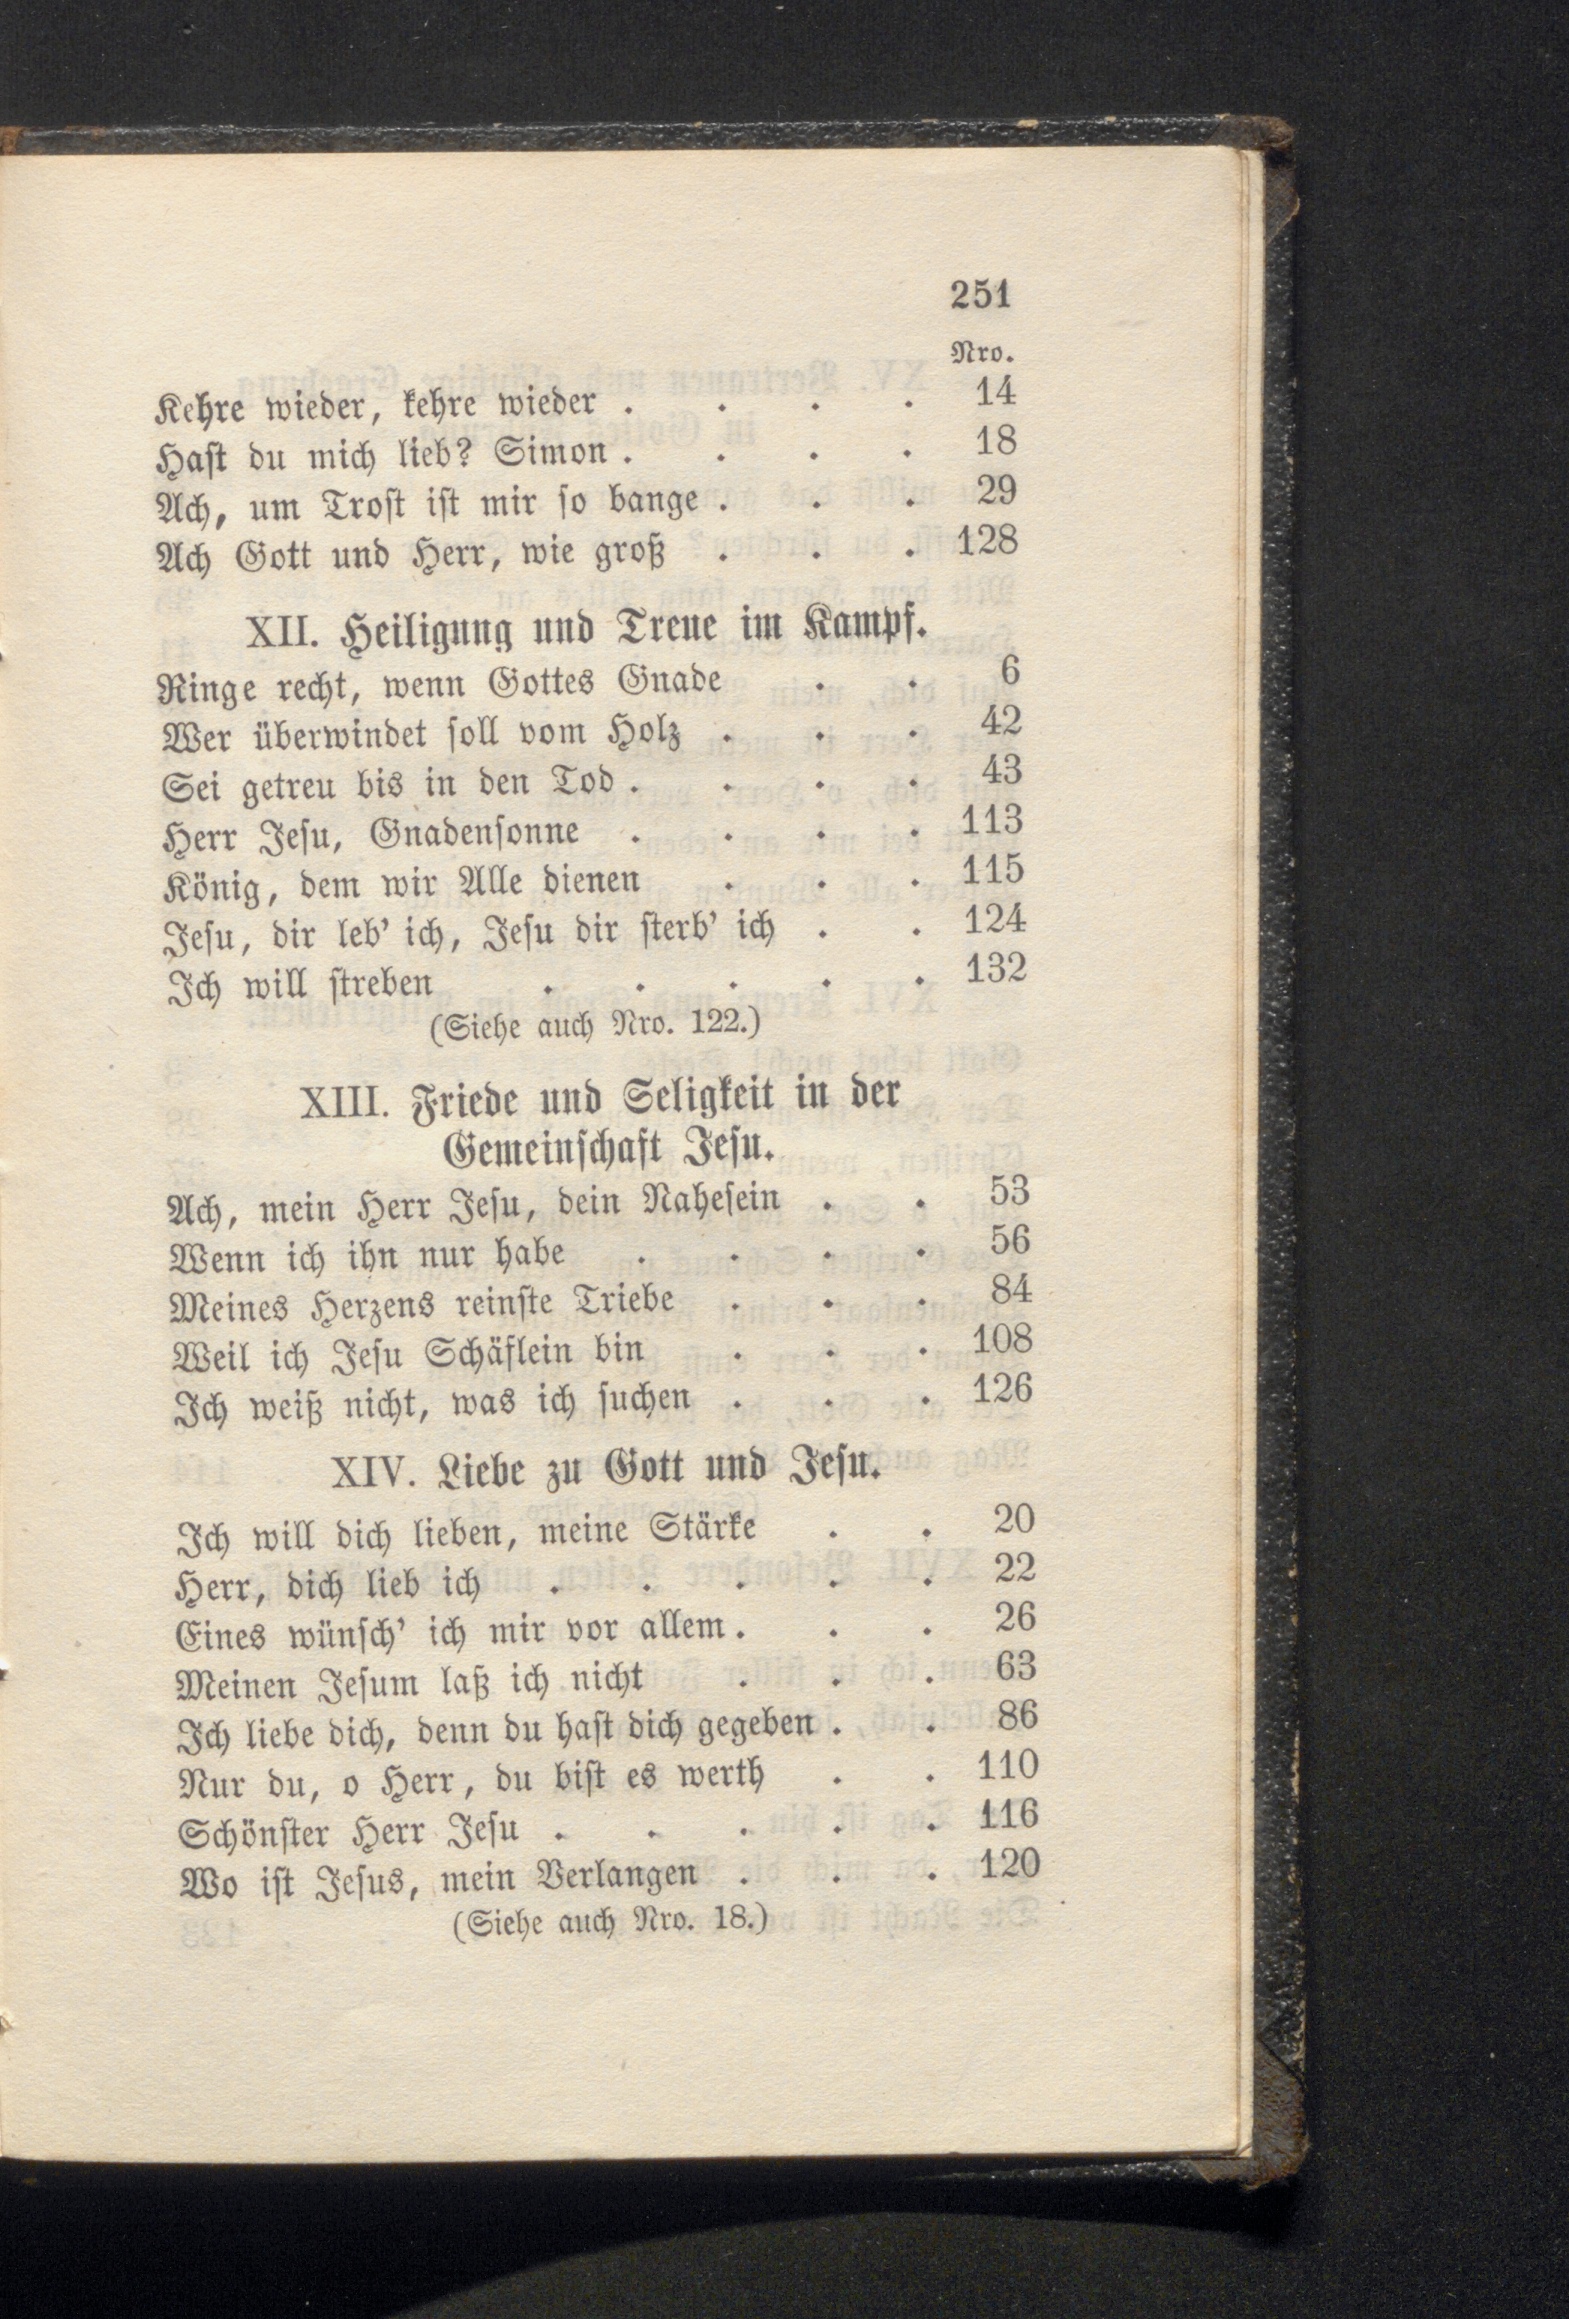 251
Nro.
Kehre wieder, kehre wieder . . . . 14
Hast du mich lieb? Simon . . . . 18
Ach, um Trost ist mir so bange . . . 29
Ach Gott und Herr, wie groß . . . 128
XII. Heiligung und Treue im Kampf.
Ringe recht, wenn Gottes Gnade . . 6
Wer überwindet soll vom Holz . . . 42
Sei getreu bis in den Tod . . . . 43
Herr Jesu, Gnadensonne . . . . 113
König, dem wir Alle dienen . . . 115
Jesu, dir leb' ich, Jesu dir sterb' ich . . 124
Ich will streben . . . . . 132
(Siehe auch Nro. 122.)
XIII. Friede und Seligkeit in der
Gemeinschaft Jesu.
Ach, mein Herr Jesu, dein Nahesein . . 53
Wenn ich ihn nur habe . . . . 56
Meines Herzens reinste Triebe . . . 84
Weil ich Jesu Schäflein bin . . . 108
Ich weiß nicht, was ich suchen . . . 126
XIV. Liebe zu Gott und Jesu.
Ich will dich lieben, meine Stärke . . 20
Herr, dich lieb ich . . . . . 22
Eines wünsch' ich mir vor allem . . . 26
Meinen Jesum laß ich nicht . . . 63
Ich liebe dich, denn du hast dich gegeben . . 86
Nur du, o Herr, du bist es werth . . 110
Schönster Herr Jesu . . . . . 116
Wo ist Jesus, mein Verlangen . . . 120
(Siehe auch Nro. 18.)